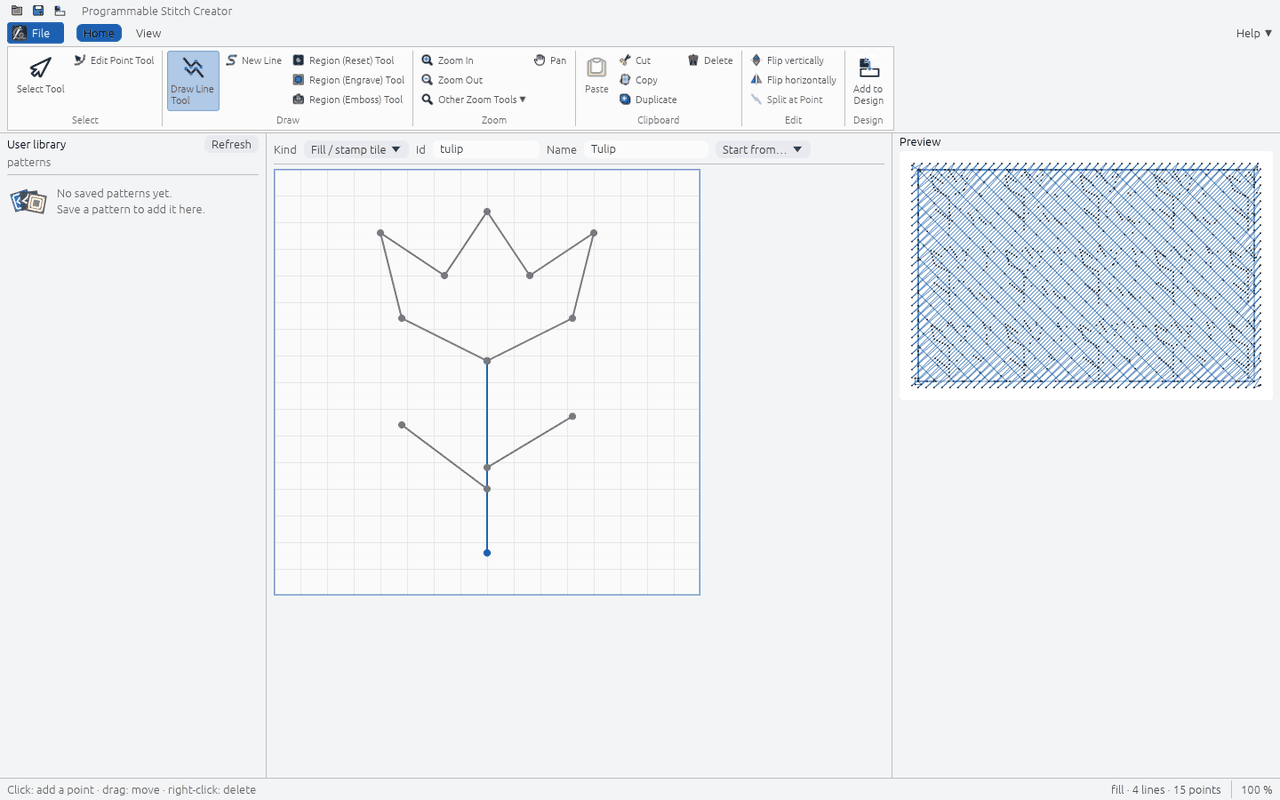 Programmable Stitch Creator
File
Home
View
Help
Select Tool
Edit Point Tool
Select
Draw Line
Tool
New Line
Region (Reset) Tool
Region (Engrave) Tool
Region (Emboss) Tool
Draw
Zoom In
Zoom Out
Other Zoom Tools
Pan
Zoom
Paste
Cut
Copy
Duplicate
Delete
Clipboard
Flip vertically
Flip horizontally
Split at Point
Edit
Add to
Design
Design
User library
Refresh
patterns
No saved patterns yet.
Save a pattern to add it here.
Kind Fill / stamp tile Id tulip Name Tulip Start from...
Preview
Click: add a point · drag: move · right-click: delete
fill · 4 lines · 15 points 100 %